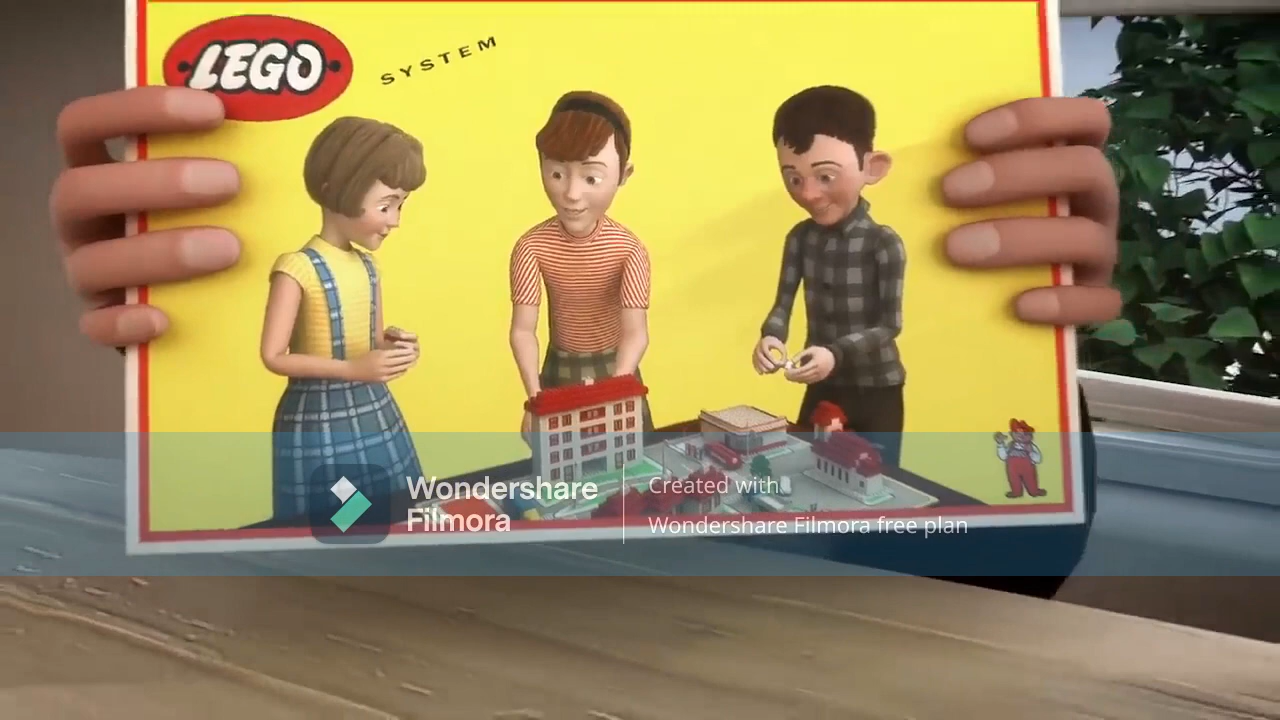 LEGO
SYSTEM
Wondershare
Filmora
Created with
Wondershare Filmora free plan